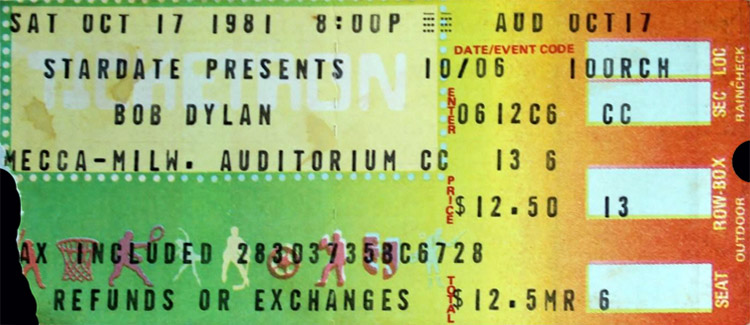 SAT OCT 17 1981 8:00P AUD OCT17
DATE/EVENT CODE
STARDATE PRESENTS 10/06 100RCH
TICKETRON
BOB DYLAN ENTER 0612C6 CC
MECCA-MILW. AUDITORIUM CC 13 6
PRICE $12.50 13
AX INCLUDED 283037358C6728
REFUNDS OR EXCHANGES TOTAL $12.5MR 6
LOC
SEC
ROW-BOX
SEAT
RAINCHECK
OUTDOOR